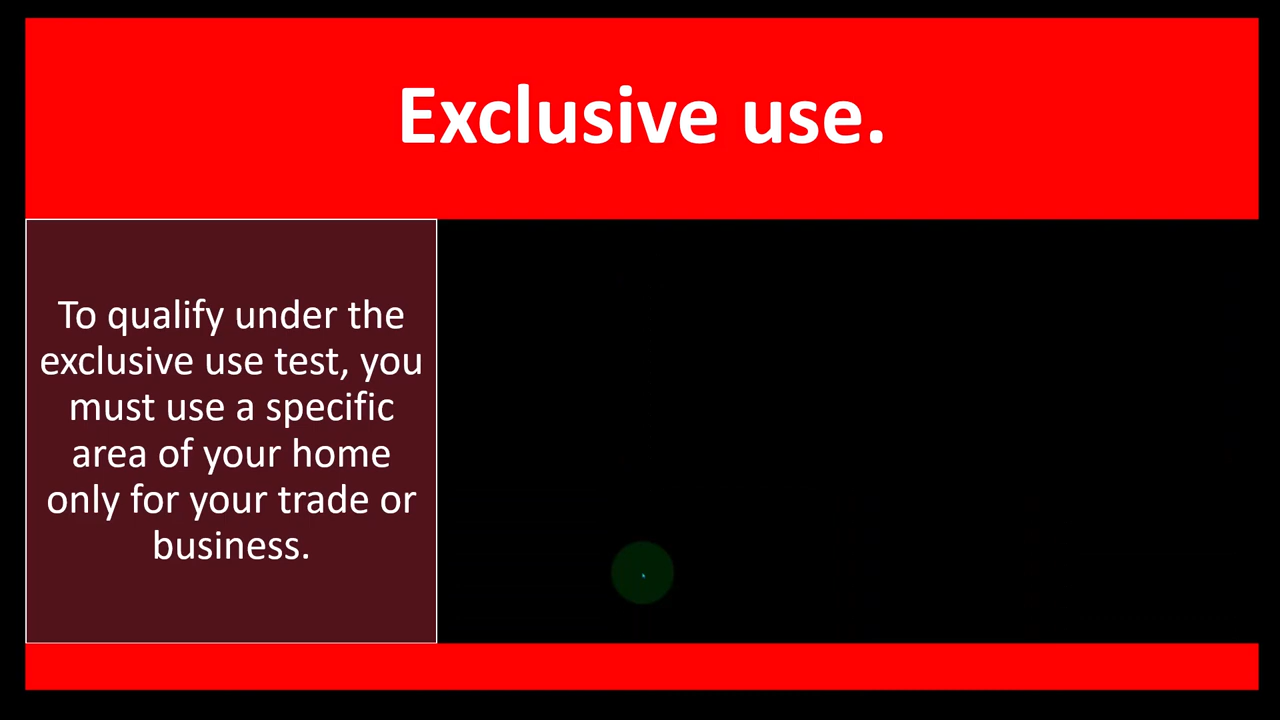 Exclusive use.
To qualify under the
exclusive use test, you
must use a specific
area of your home
only for your trade or
business.